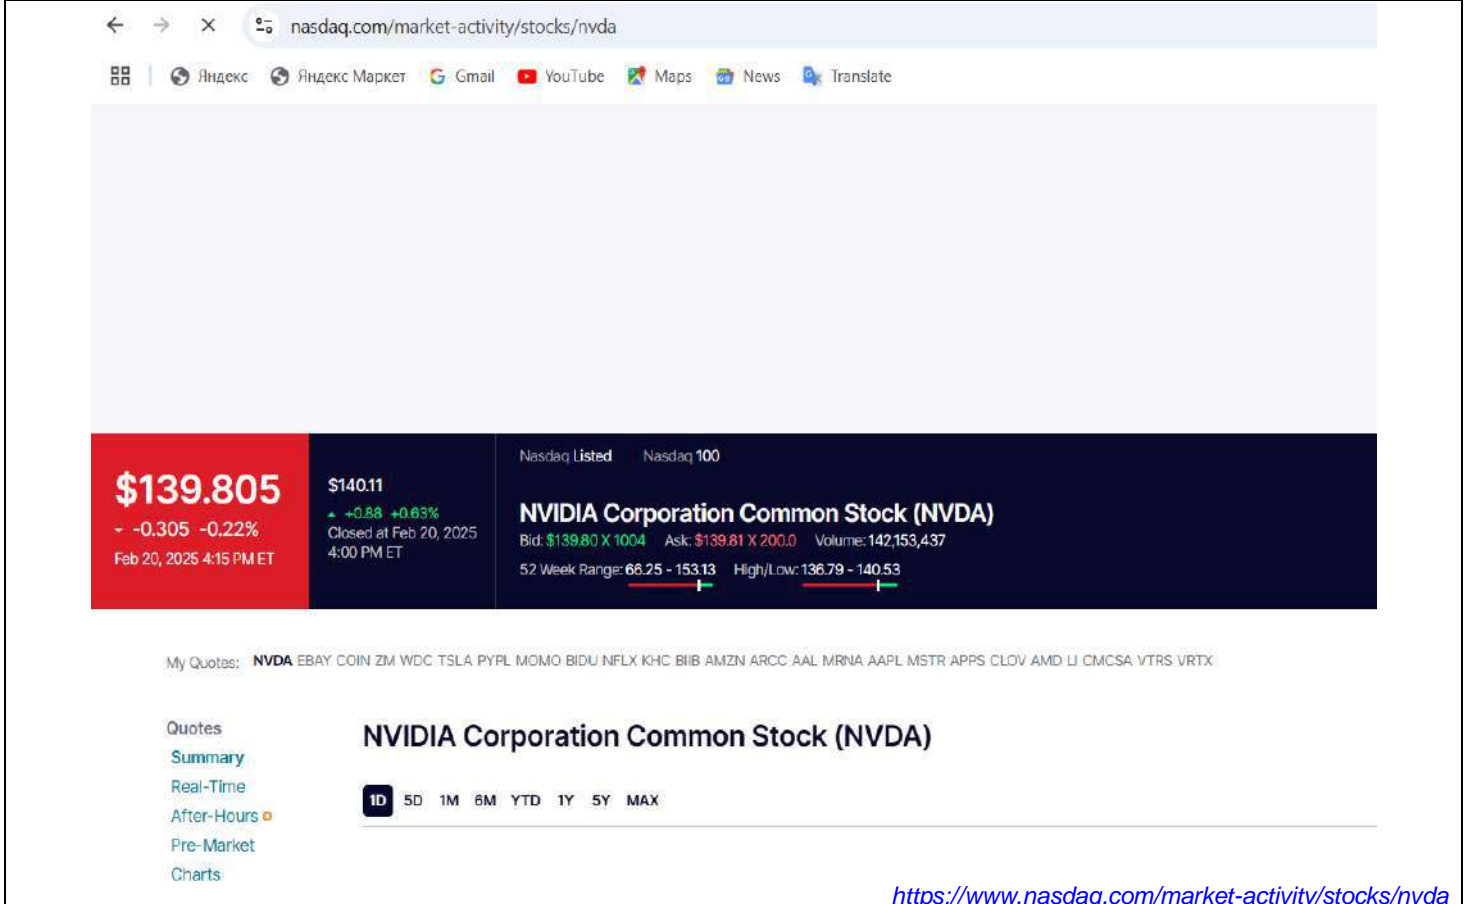 nasdaq.com/market-activity/stocks/nvda
Яндекс Яндекс Маркет Gmail YouTube Maps News Translate
Nasdaq Listed Nasdaq 100
$139.805
-0.305 -0.22%
Feb 20, 2025 4:15 PM ET
$140.11
+0.88 +0.63%
Closed at Feb 20, 2025
4:00 PM ET
NVIDIA Corporation Common Stock (NVDA)
Bid: $139.80 X 1004 Ask: $139.81 X 200.0 Volume: 142,153,437
52 Week Range: 66.25 - 153.13 High/Low: 136.79 - 140.53
My Quotes: NVDA EBAY COIN ZM WDC TSLA PYPL MOMO BIDU NFLX KHC BIIB AMZN ARCC AAL MRNA AAPL MSTR APPS CLOV AMD LI CMCSA VTRS VRTX
Quotes
Summary
Real-Time
After-Hours
Pre-Market
Charts
NVIDIA Corporation Common Stock (NVDA)
1D 5D 1M 6M YTD 1Y 5Y MAX
https://www.nasdaq.com/market-activity/stocks/nvda